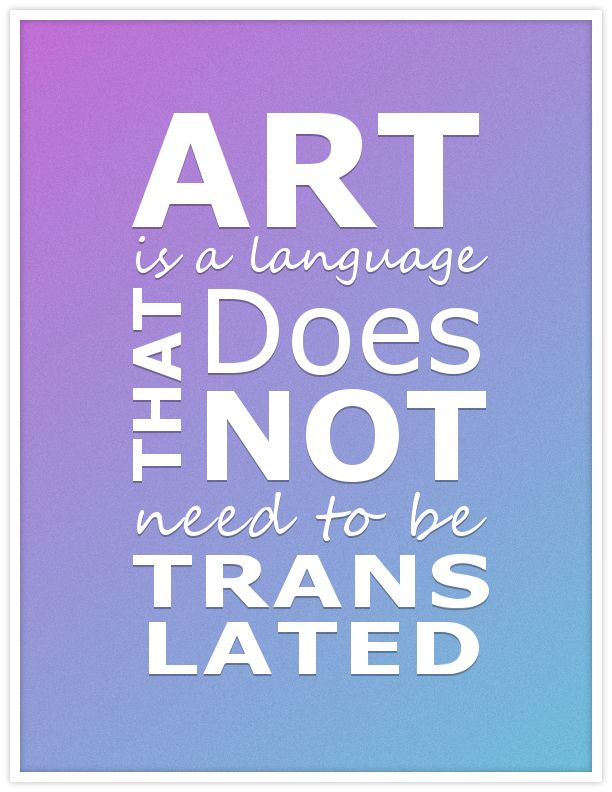 ART
is a language
THAT
Does
NOT
need to be
TRANS
LATED